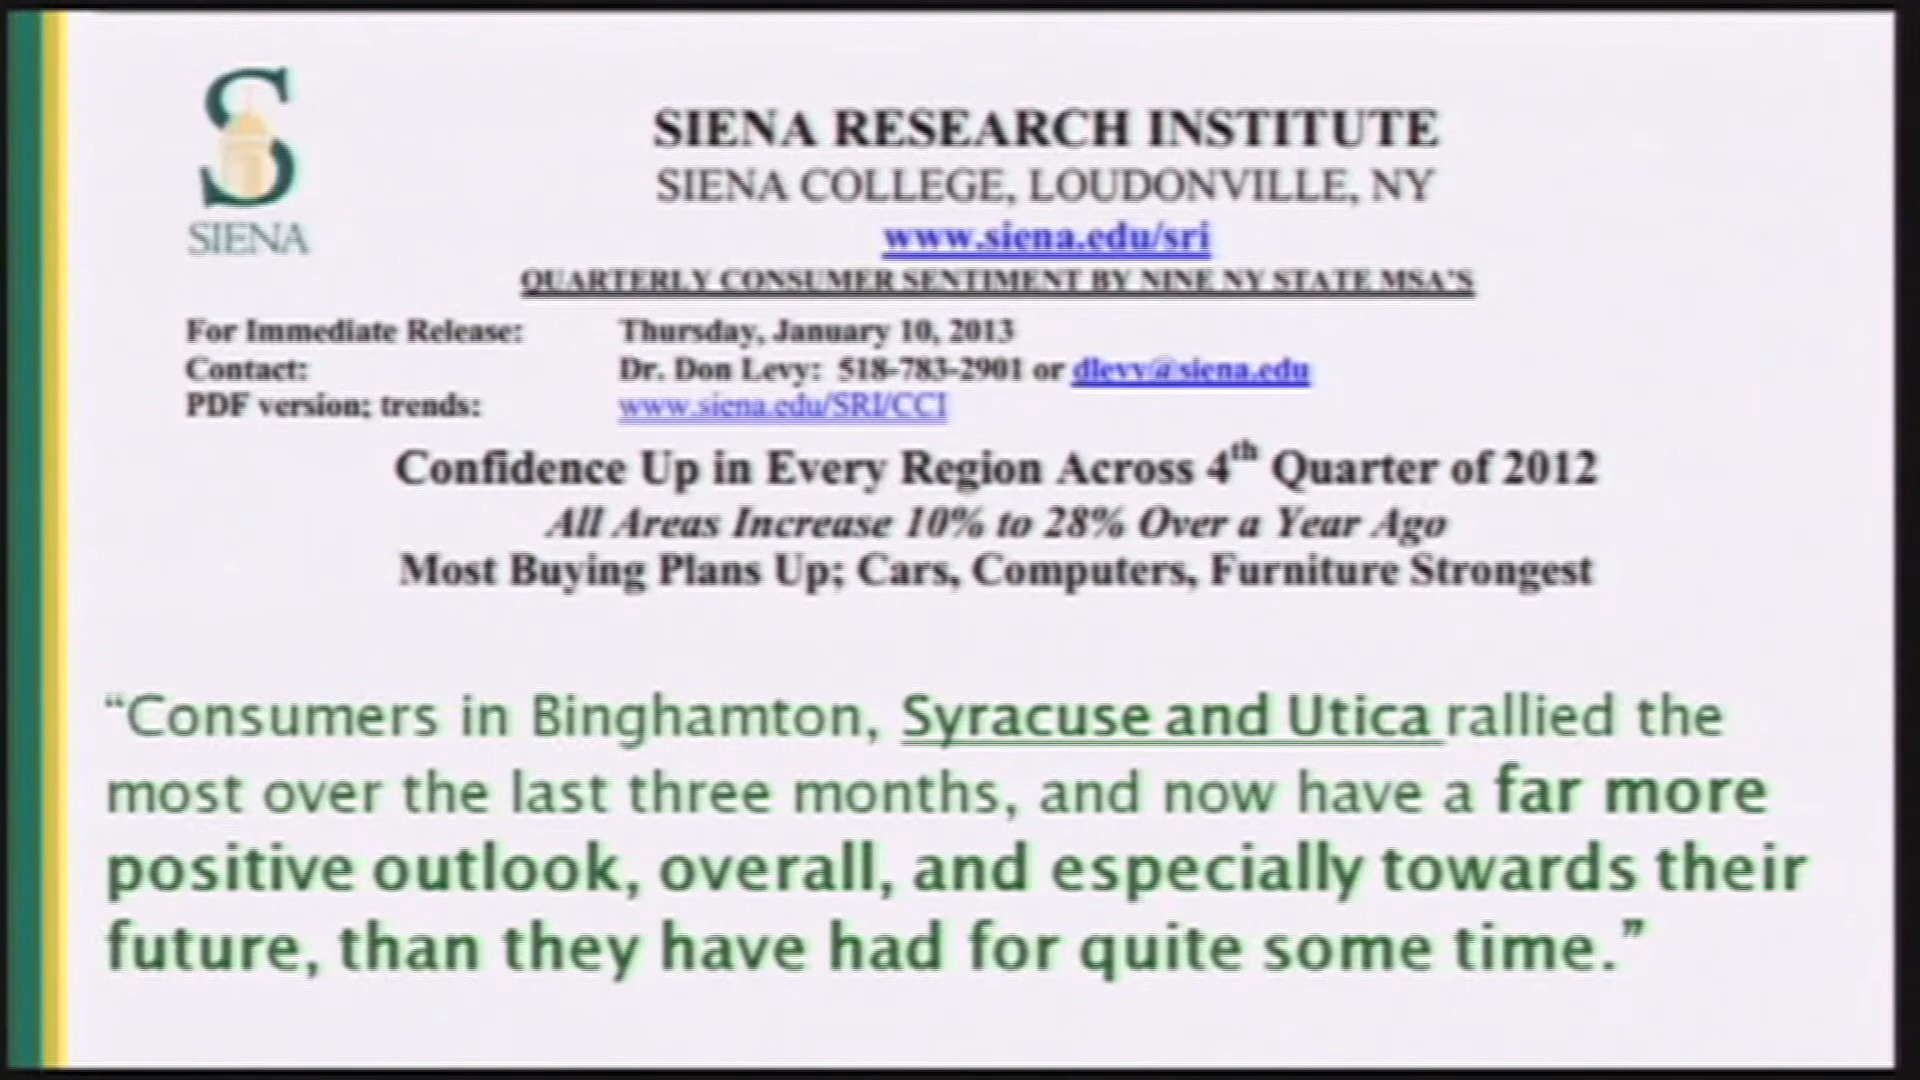 SIENA
SIENA RESEARCH INSTITUTE
SIENA COLLEGE, LOUDONVILLE, NY
www.siena.edu/sri
QUARTERLY CONSUMER SENTIMENT BY NINE NY STATE MSA'S
For Immediate Release: Thursday, January 10, 2013
Contact: Dr. Don Levy: 518-783-2901 or dlevy@siena.edu
PDF version; trends: www.siena.edu/SRI/CCI
Confidence Up in Every Region Across 4th Quarter of 2012
All Areas Increase 10% to 28% Over a Year Ago
Most Buying Plans Up; Cars, Computers, Furniture Strongest
“Consumers in Binghamton, Syracuse and Utica rallied the
most over the last three months, and now have a far more
positive outlook, overall, and especially towards their
future, than they have had for quite some time.”